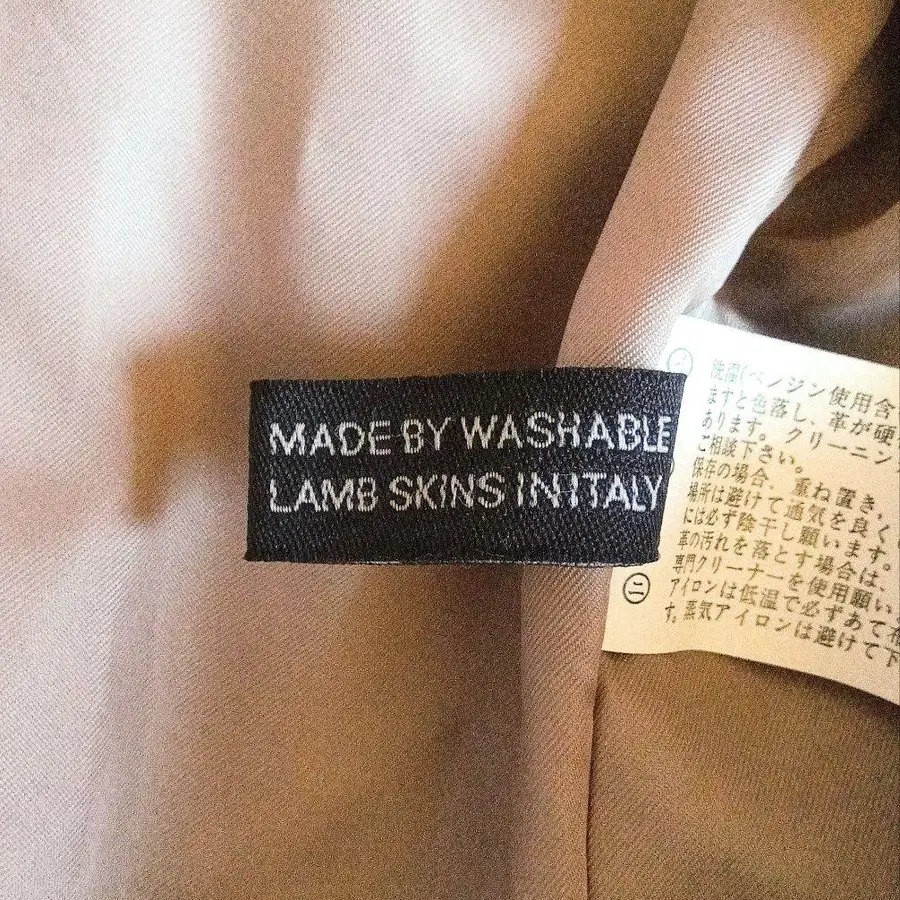 MADE BY WASHABLE
LAMB SKINS IN ITALY
洗濯(ベンジン使用含
ますと色落し、革が硬
あります。クリーニン
ご相談下さい。
保存の場合、重ね置き、
場所は避けて通気を良く
には必ず陰干し願います。
革の汚れを落とす場合は
専門クリーナーを使用願い
㊁
アイロンは低温で必ずあて布
す。蒸気アイロンは避けて下